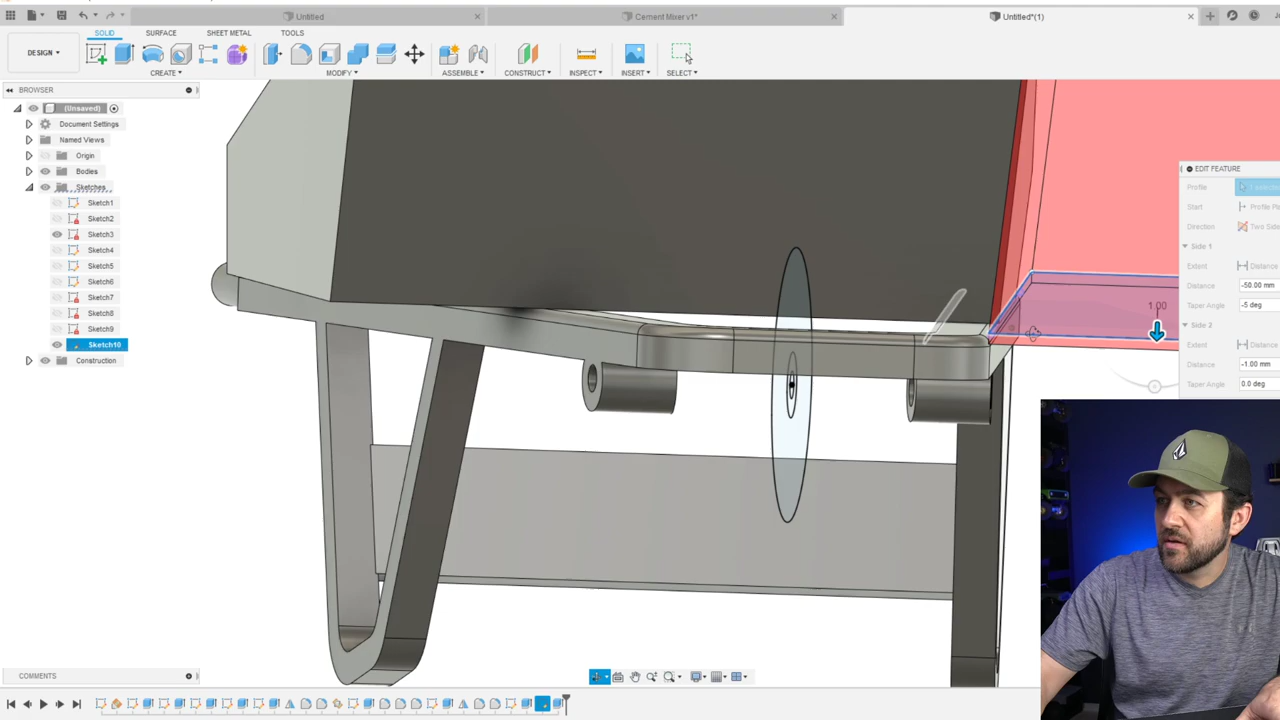 Untitled
Cement Mixer v1*
Untitled*(1)
SOLID
SURFACE
SHEET METAL
TOOLS
DESIGN
CREATE
MODIFY
ASSEMBLE
CONSTRUCT
INSPECT
INSERT
SELECT
BROWSER
(Unsaved)
Document Settings
Named Views
Origin
Bodies
Sketches
Sketch1
Sketch2
Sketch3
Sketch4
Sketch5
Sketch6
Sketch7
Sketch8
Sketch9
Sketch10
Construction
EDIT FEATURE
Profile
Start
Profile Pla
Direction
Two Side
Side 1
Extent
Distance
Distance
-50.00 mm
Taper Angle
-5 deg
Side 2
Extent
Distance
Distance
-1.00 mm
Taper Angle
0.0 deg
1.00
COMMENTS